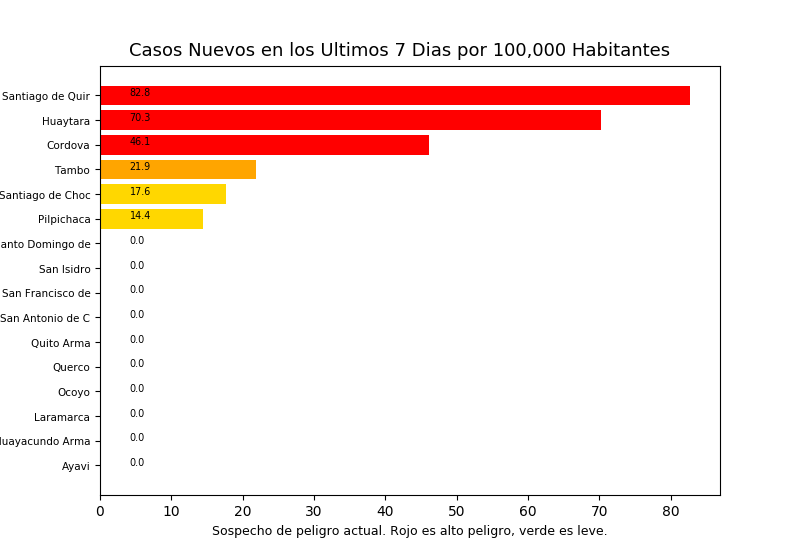 Casos Nuevos en los Ultimos 7 Dias por 100,000 Habitantes
Santiago de Quir 82.8
Huaytara 70.3
Cordova 46.1
Tambo 21.9
Santiago de Choc 17.6
Pilpichaca 14.4
anto Domingo de 0.0
San Isidro 0.0
San Francisco de 0.0
San Antonio de C 0.0
Quito Arma 0.0
Querco 0.0
Ocoyo 0.0
Laramarca 0.0
uayacundo Arma 0.0
Ayavi 0.0
0 10 20 30 40 50 60 70 80
Sospecho de peligro actual. Rojo es alto peligro, verde es leve.